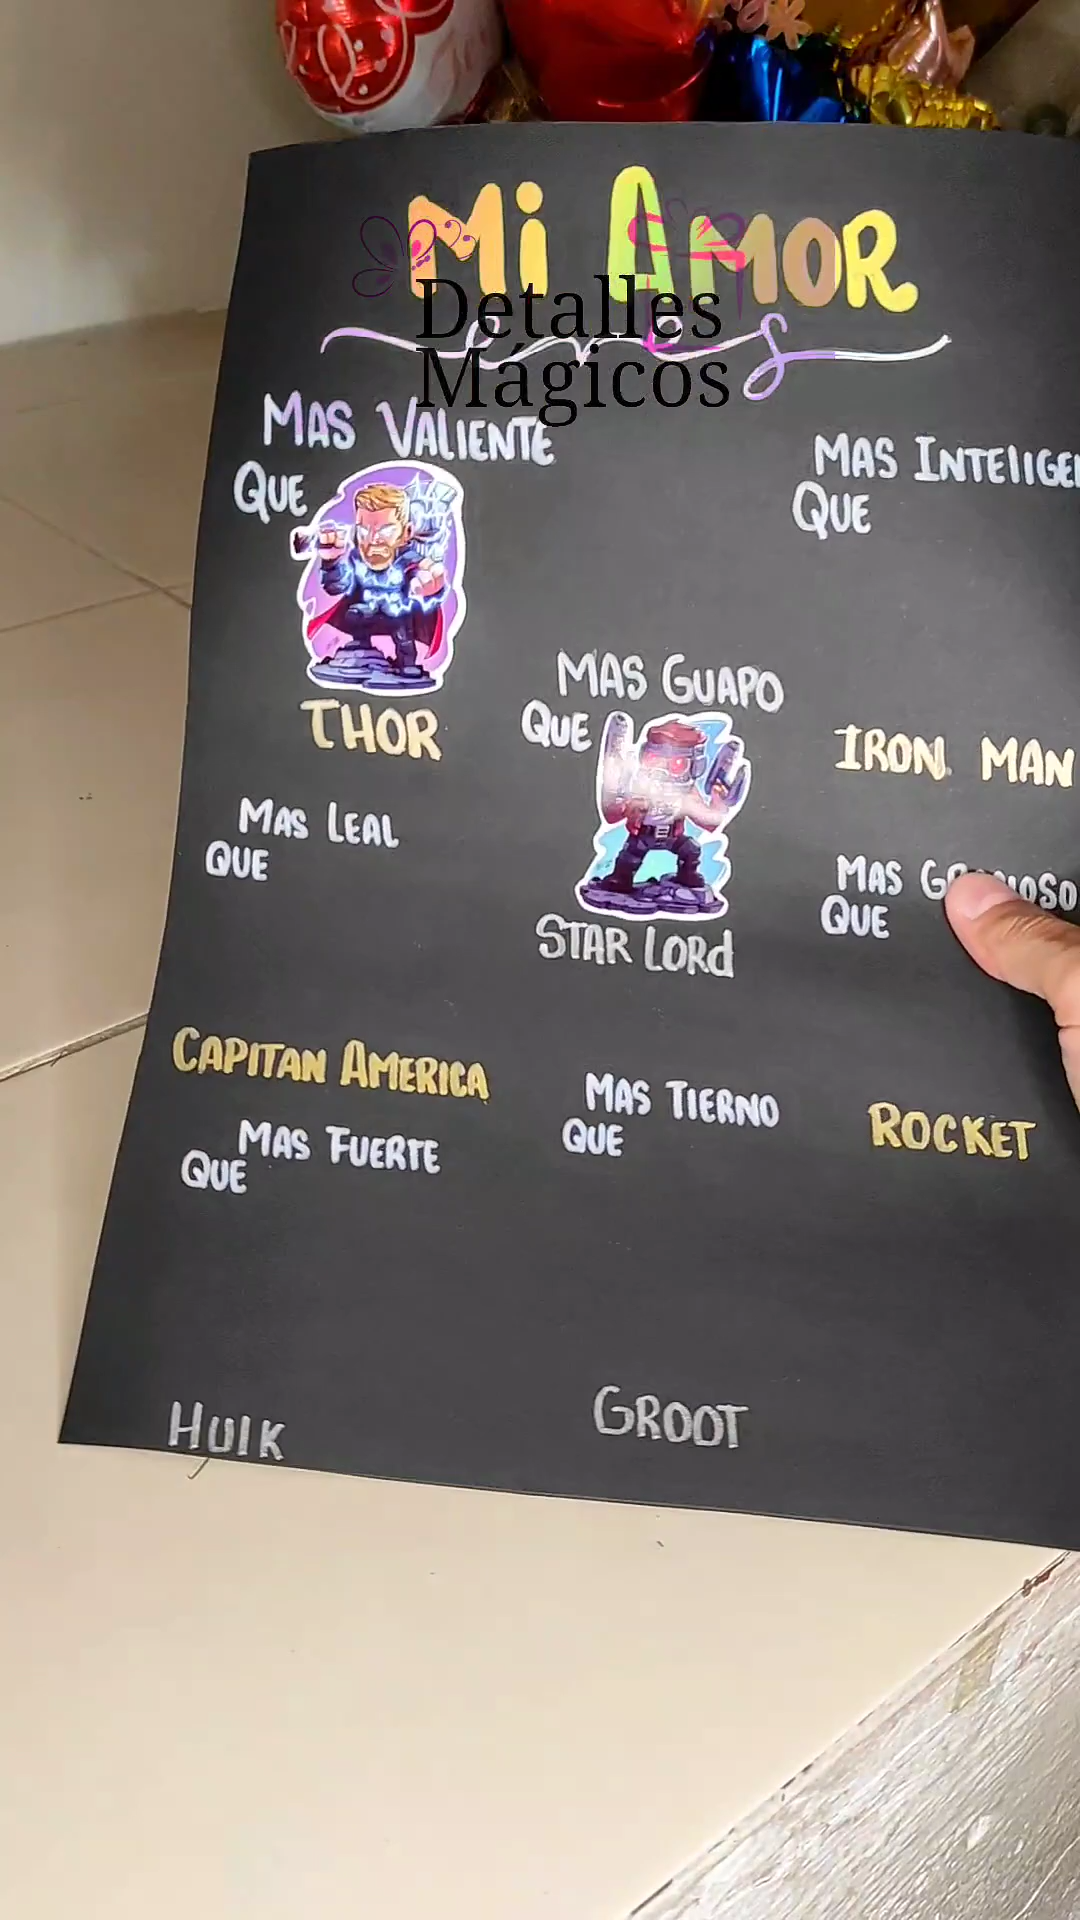 Mi AMOR
Detalles
Mágicos
eres
MAS VALIENTE
QUE
THOR
MAS INTELIGE
QUE
IRON MAN
MAS GUAPO
QUE
STAR LORd
MAS LEAL
QUE
CAPITAN AMERICA
MAS
QUE
ROCKET
MAS FUERTE
QUE
HULK
MAS TIERNO
QUE
GROOT